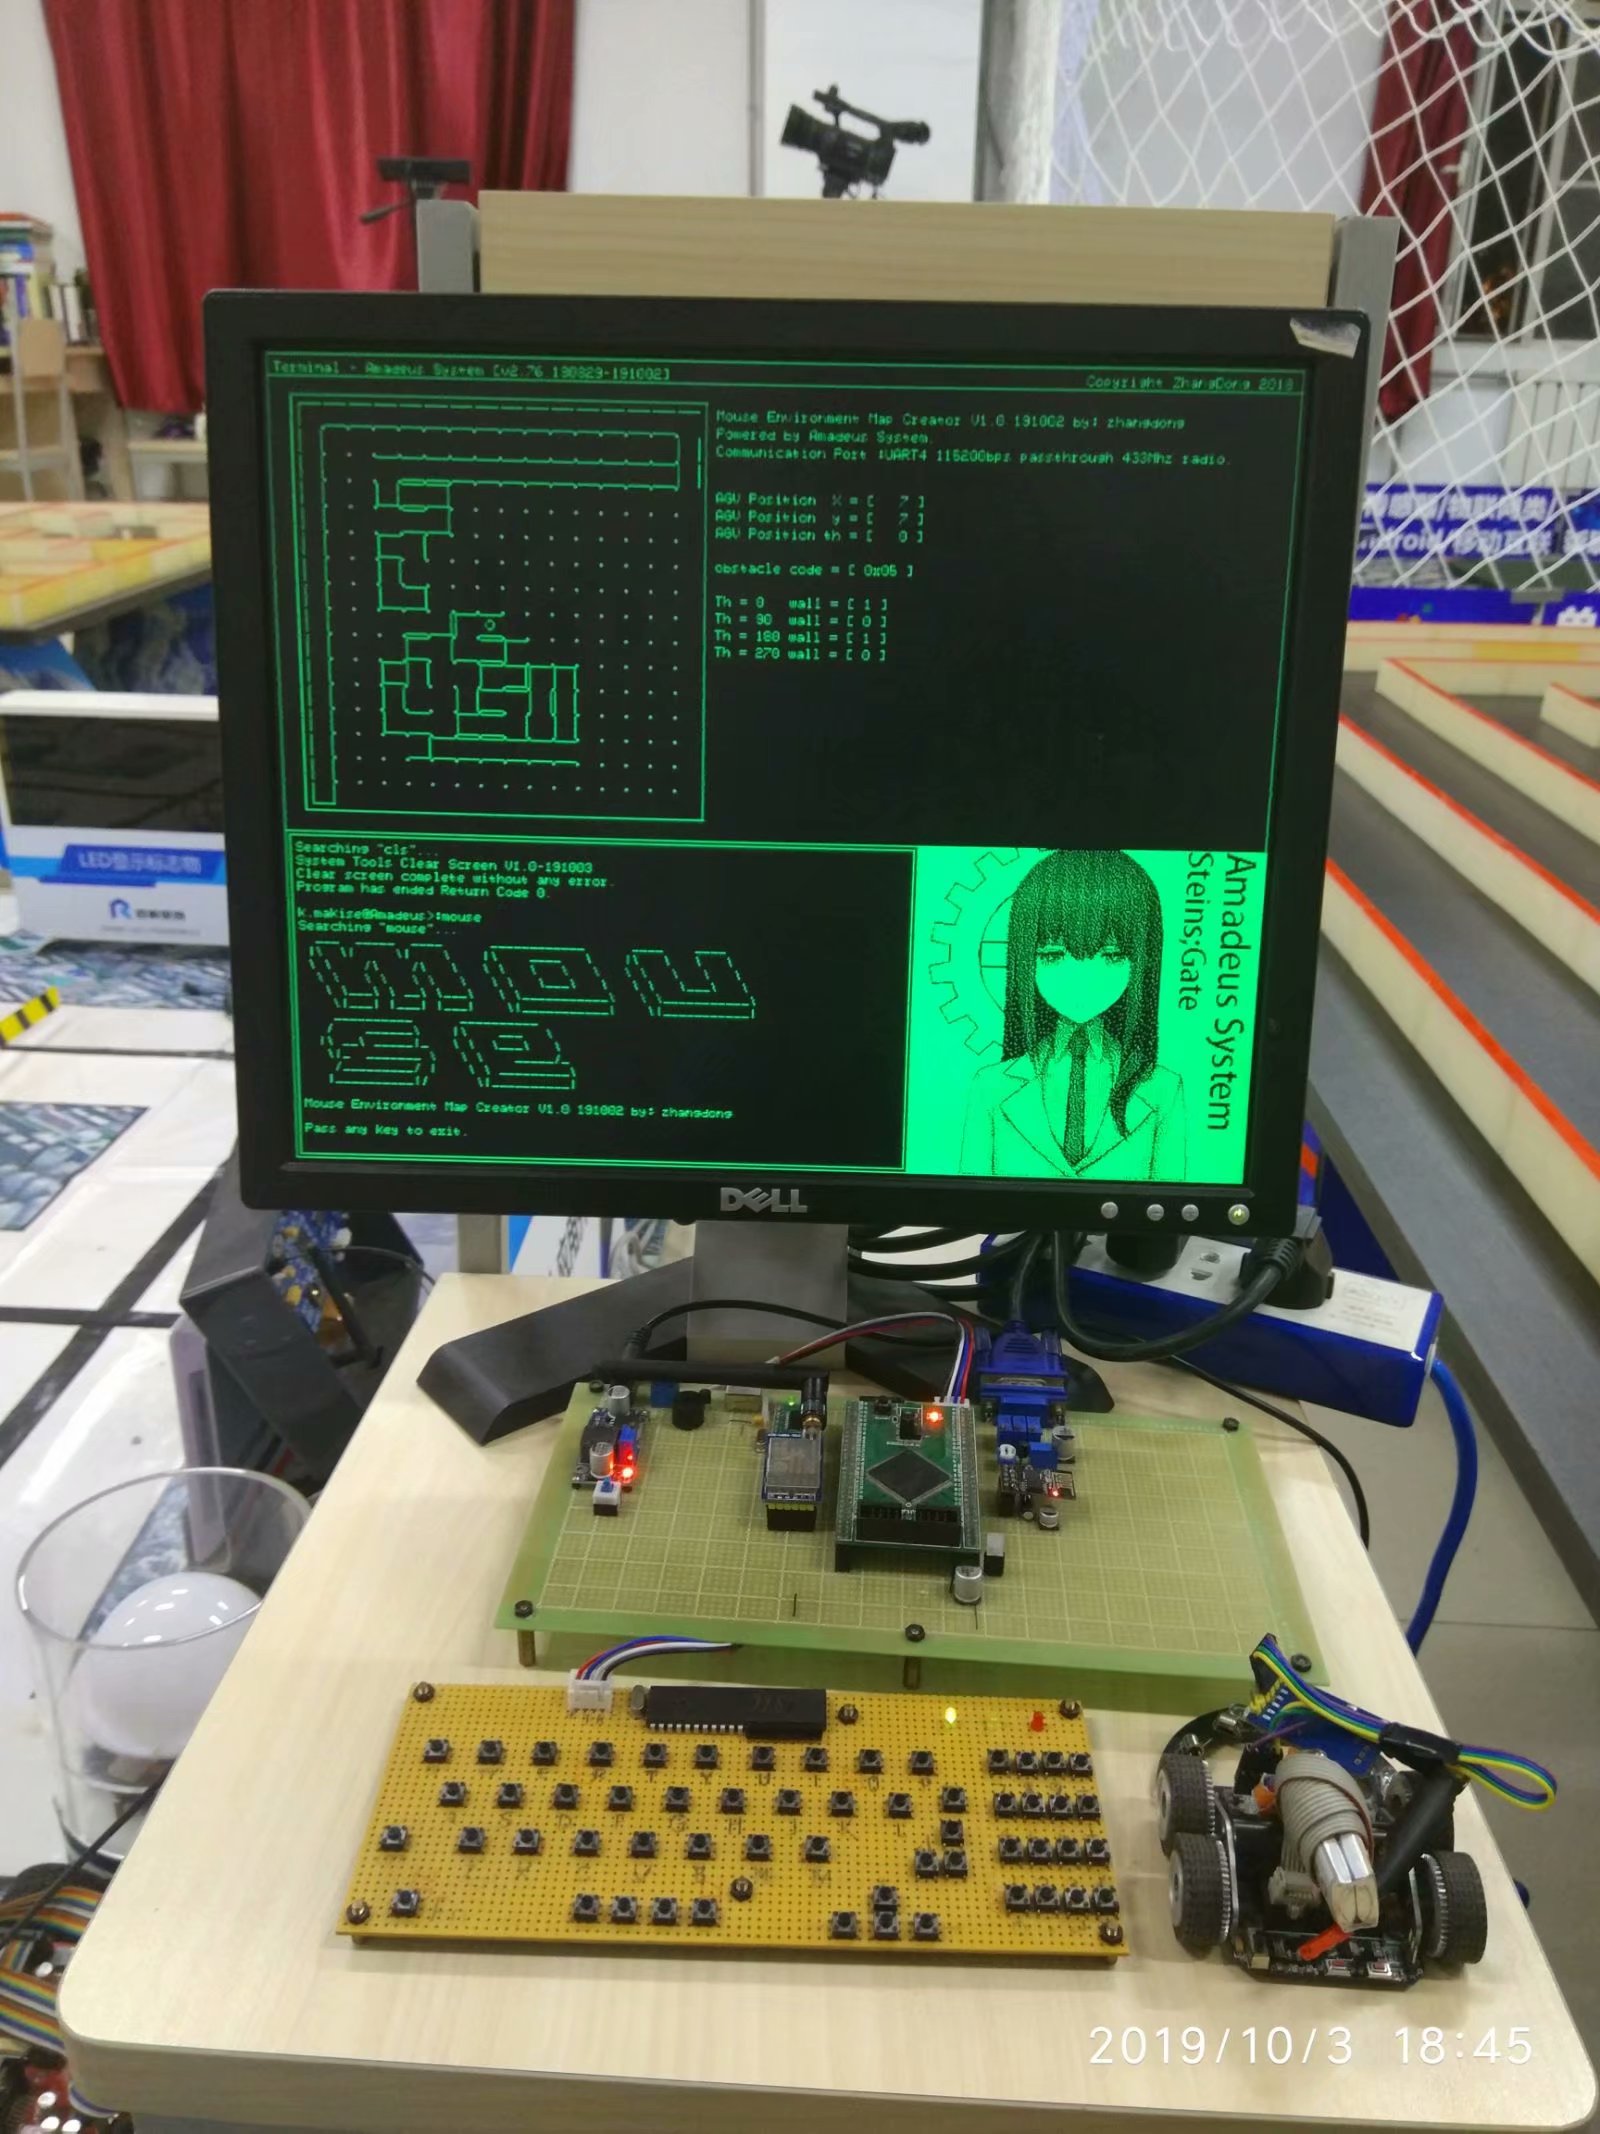 Terminal - Amadeus System [v2.76 190829-191002]
Copyright ZhangDong 2018
Mouse Environment Map Creator V1.0 191002 by: zhangdong
Powered by Amadeus System.
Communication Port :UART4 115200bps passthrough 433Mhz radio.
AGV Position X = [ 7 ]
AGV Position y = [ 7 ]
AGV Position th = [ 0 ]
obstacle code = [ 0x05 ]
Th = 0 wall = [ 1 ]
Th = 90 wall = [ 0 ]
Th = 180 wall = [ 1 ]
Th = 270 wall = [ 0 ]
Searching "cls"...
System Tools Clear Screen V1.0-191003
Clear screen complete without any error.
Program has ended Return Code 0.
k.makise@Amadeus>:mouse
Searching "mouse"...
mou
se
Mouse Environment Map Creator V1.0 191002 by: zhangdong
Pass any key to exit.
Amadeus System
Steins;Gate
DELL
LED显示标志物
2019/10/3 18:45